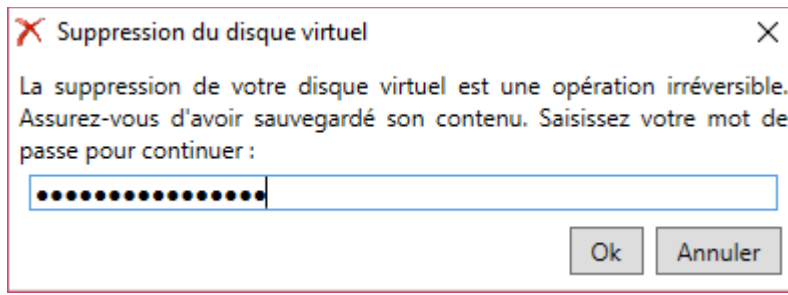 Suppression du disque virtuel
La suppression de votre disque virtuel est une opération irréversible.
Assurez-vous d'avoir sauvegardé son contenu. Saisissez votre mot de
passe pour continuer :
••••••••••••••••
Ok Annuler